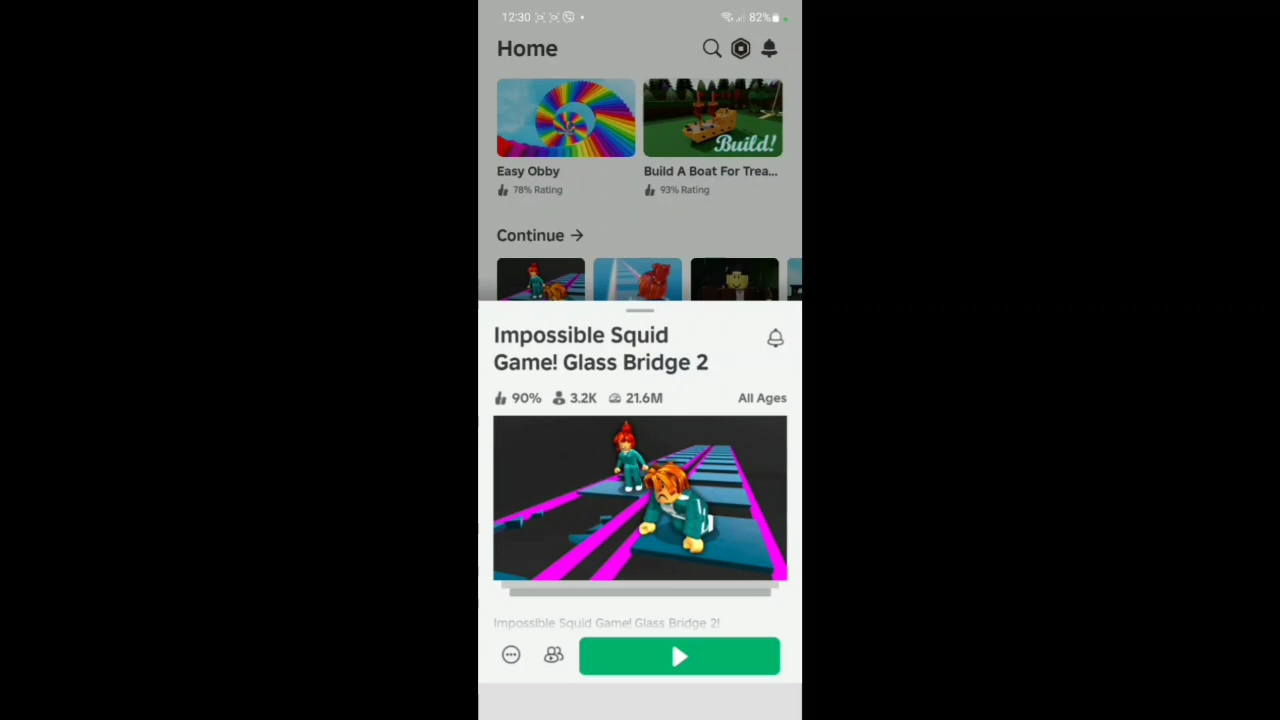 12:30
82%
Home
Build!
Easy Obby
Build A Boat For Trea...
78% Rating
93% Rating
Continue →
Impossible Squid
Game! Glass Bridge 2
90% 3.2K 21.6M All Ages
Impossible Squid Game! Glass Bridge 2!